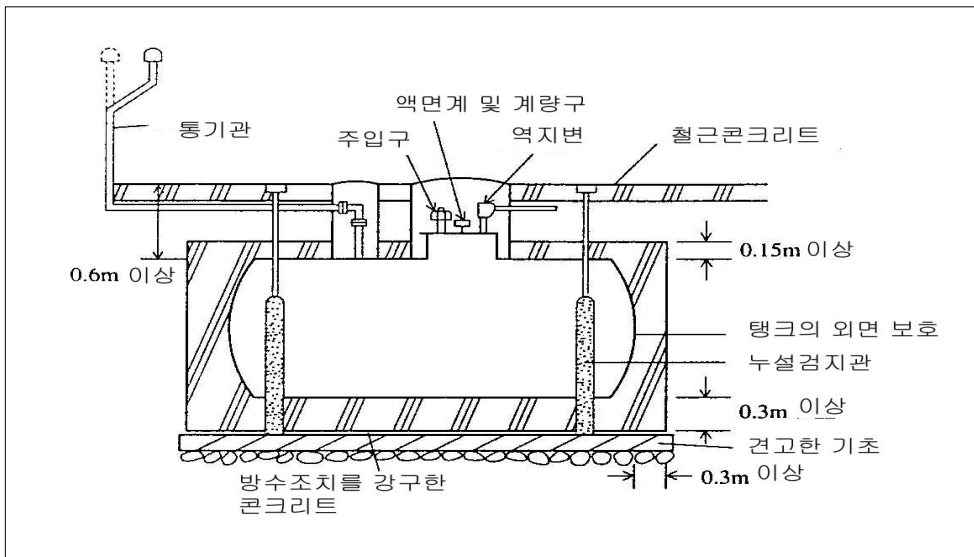 통기관
주입구
액면계 및 계량구
역지변
철근콘크리트
0.6m 이상
0.15m 이상
탱크의 외면 보호
누설검지관
0.3m 이상
견고한 기초
0.3m 이상
방수조치를 강구한
콘크리트